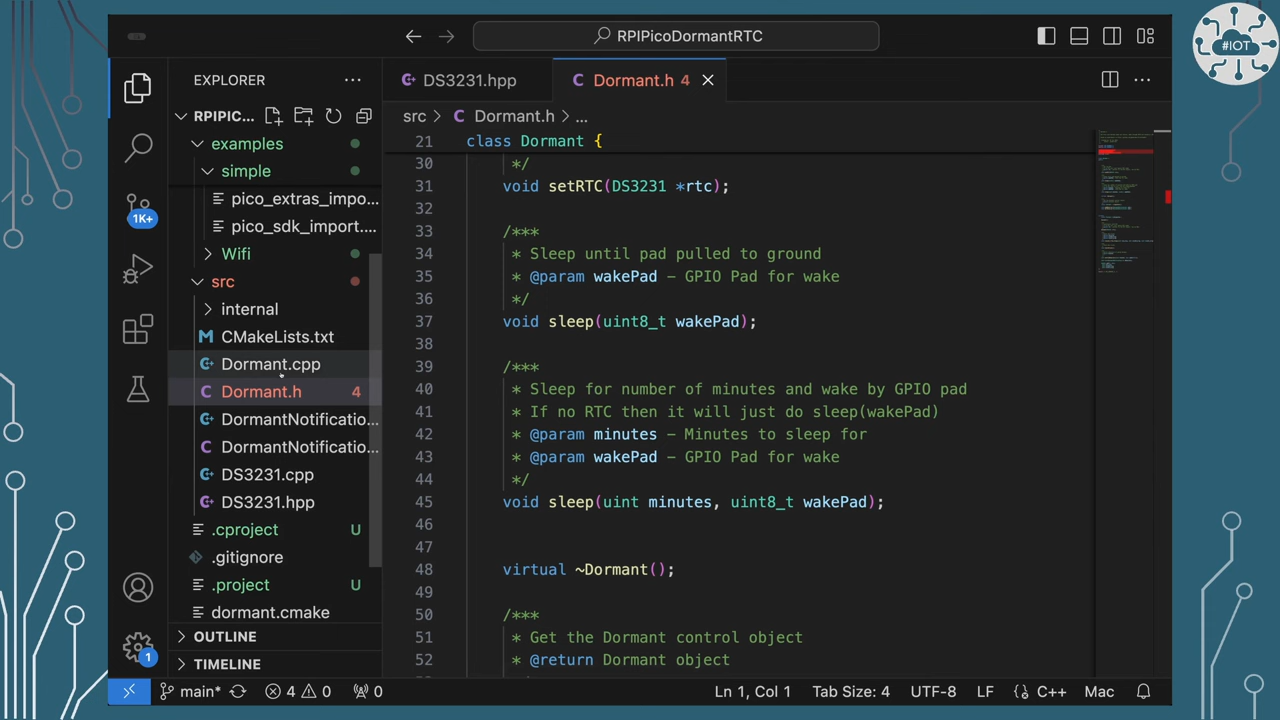 RPIPicoDormantRTC
#IOT
EXPLORER
RPIPIC...
examples
simple
pico_extras_impo...
pico_sdk_import....
Wifi
src
internal
CMakeLists.txt
Dormant.cpp
Dormant.h 4
DormantNotificatio...
DormantNotificatio...
DS3231.cpp
DS3231.hpp
.cproject U
.gitignore
.project U
dormant.cmake
OUTLINE
TIMELINE
1K+
1
DS3231.hpp
Dormant.h 4
src > Dormant.h > ...
21 class Dormant {
30 */
31 void setRTC(DS3231 *rtc);
32
33 /***
34 * Sleep until pad pulled to ground
35 * @param wakePad - GPIO Pad for wake
36 */
37 void sleep(uint8_t wakePad);
38
39 /***
40 * Sleep for number of minutes and wake by GPIO pad
41 * If no RTC then it will just do sleep(wakePad)
42 * @param minutes - Minutes to sleep for
43 * @param wakePad - GPIO Pad for wake
44 */
45 void sleep(uint minutes, uint8_t wakePad);
46
47
48 virtual ~Dormant();
49
50 /***
51 * Get the Dormant control object
52 * @return Dormant object
main* 4 0 0 Ln 1, Col 1 Tab Size: 4 UTF-8 LF C++ Mac